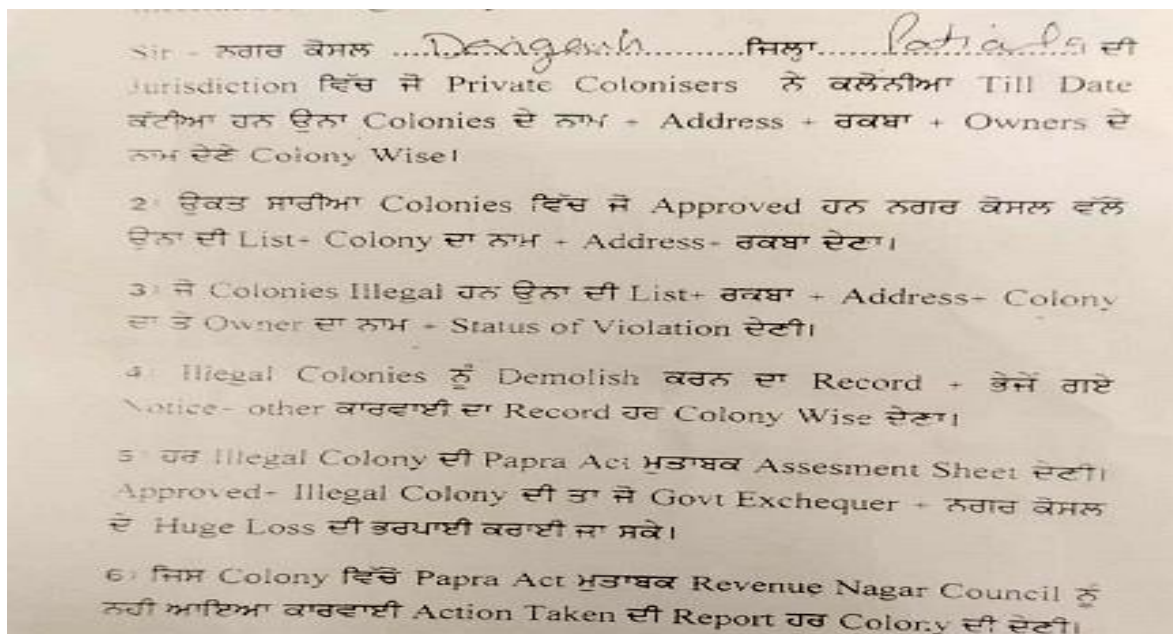 Sir - ਨਗਰ ਕੋਸਲ ....Devigarh.........ਜਿਲ੍ਹਾ......Patiala.... ਦੀ
Jurisdiction ਵਿੱਚ ਜੋ Private Colonisers ਨੇ ਕਲੋਨੀਆ Till Date
ਕੱਟੀਆ ਹਨ ਉਨਾ Colonies ਦੇ ਨਾਮ + Address + ਰਕਬਾ + Owners ਦੇ
ਨਾਮ ਦੇਣੇ Colony Wise।
2) ਉਕਤ ਸਾਰੀਆ Colonies ਵਿੱਚ ਜੋ Approved ਹਨ ਨਗਰ ਕੋਸਲ ਵੱਲੋਂ
ਉਨਾ ਦੀ List+ Colony ਦਾ ਨਾਮ + Address+ ਰਕਬਾ ਦੇਣਾ।
3) ਜੋ Colonies Illegal ਹਨ ਉਨਾ ਦੀ List+ ਰਕਬਾ + Address+ Colony
ਦਾ ਤੇ Owner ਦਾ ਨਾਮ + Status of Violation ਦੇਣੀ।
4) Illegal Colonies ਨੂੰ Demolish ਕਰਨ ਦਾ Record + ਭੇਜੇਂ ਗਏ
Notice- other ਕਾਰਵਾਈ ਦਾ Record ਹਰ Colony Wise ਦੇਣਾ।
5) ਹਰ Illegal Colony ਦੀ Papra Act ਮੁਤਾਬਕ Assesment Sheet ਦੇਣੀ।
Approved- Illegal Colony ਦੀ ਤਾ ਜੋ Govt Exchequer + ਨਗਰ ਕੋਸਲ
ਦੇ Huge Loss ਦੀ ਭਰਪਾਈ ਕਰਾਈ ਜਾ ਸਕੇ।
6) ਜਿਸ Colony ਵਿੱਚੋਂ Papra Act ਮੁਤਾਬਕ Revenue Nagar Council ਨੂੰ
ਨਹੀ ਆਇਆ ਕਾਰਵਾਈ Action Taken ਦੀ Report ਹਰ Colony ਦੀ ਦੇਣੀ।